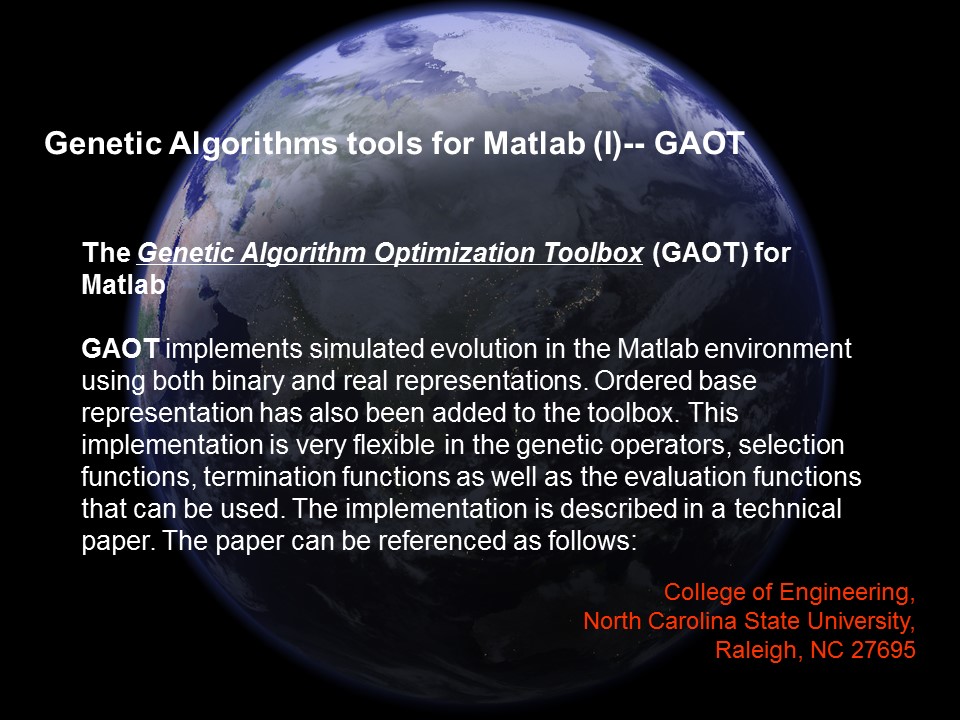 Genetic Algorithms tools for Matlab (I)-- GAOT
The Genetic Algorithm Optimization Toolbox (GAOT) for
Matlab
GAOT implements simulated evolution in the Matlab environment
using both binary and real representations. Ordered base
representation has also been added to the toolbox. This
implementation is very flexible in the genetic operators, selection
functions, termination functions as well as the evaluation functions
that can be used. The implementation is described in a technical
paper. The paper can be referenced as follows:
College of Engineering,
North Carolina State University,
Raleigh, NC 27695